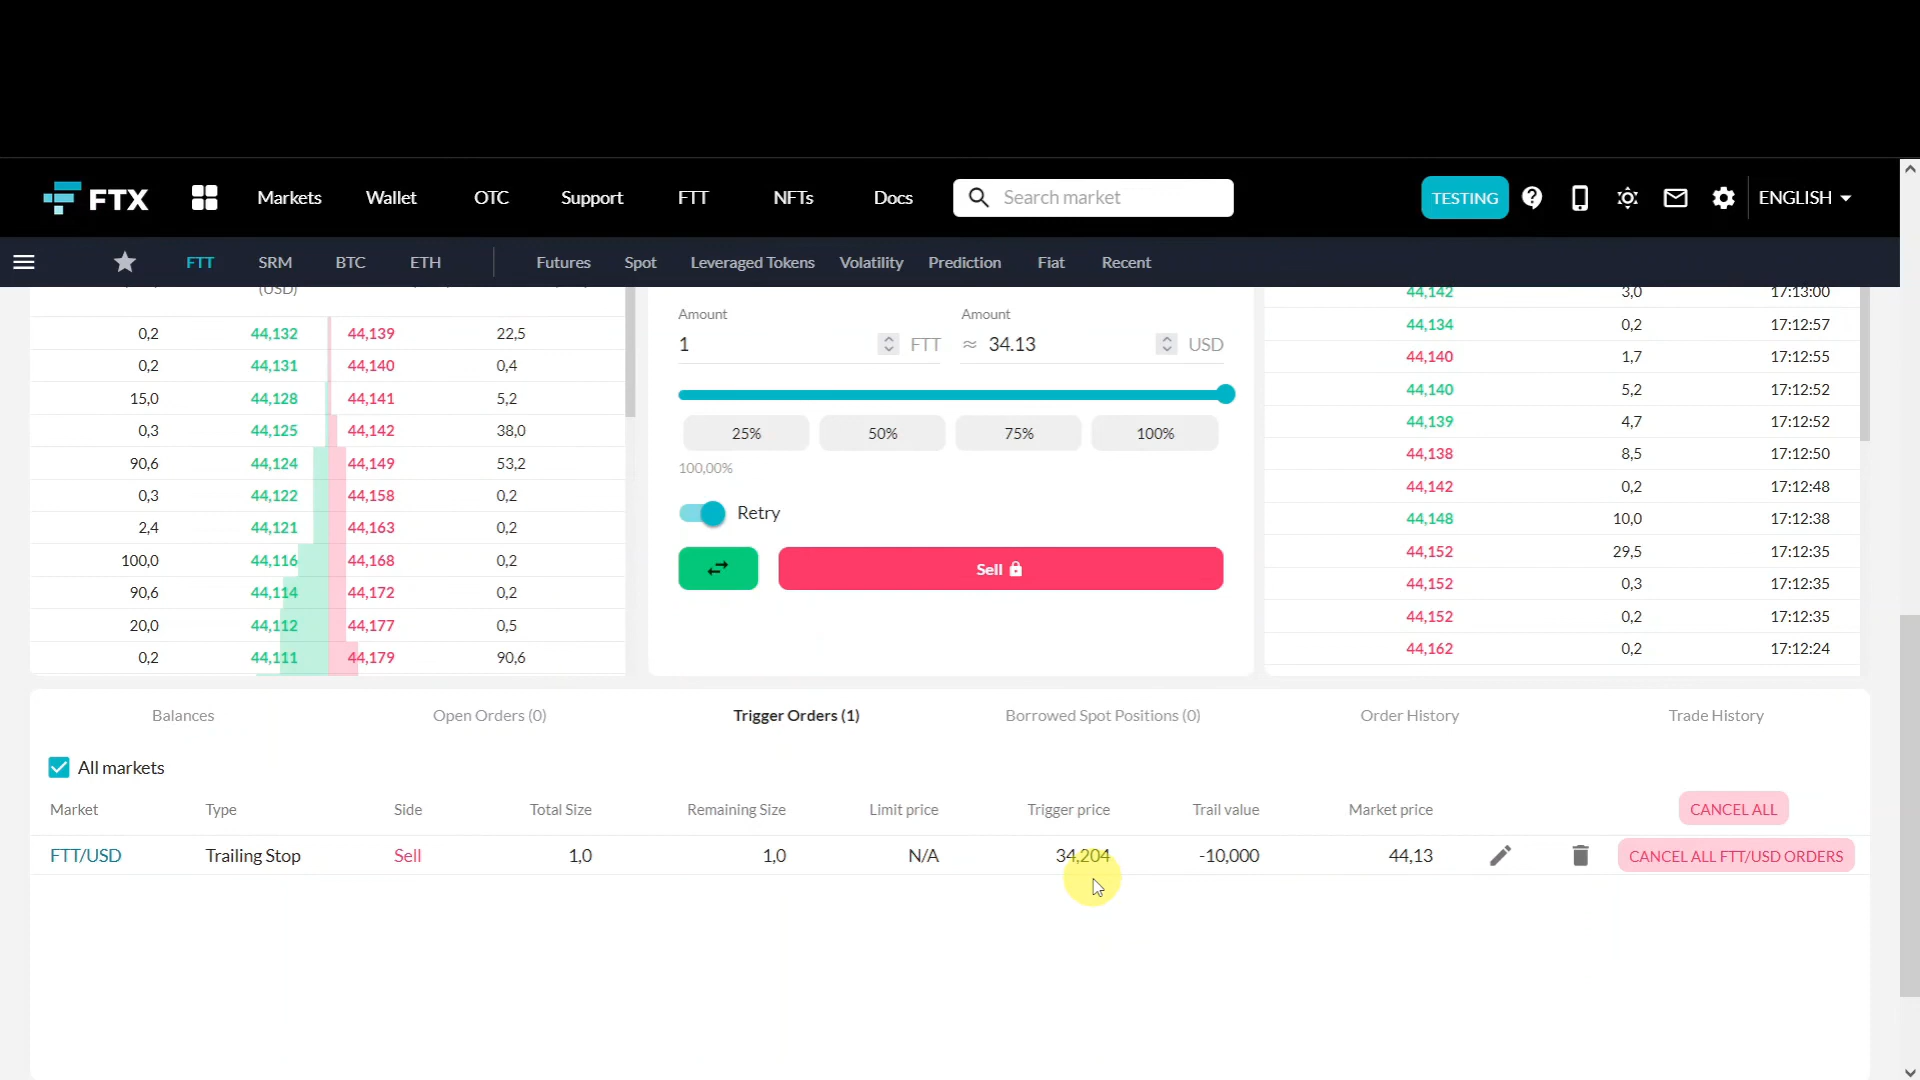 FTX Markets Wallet OTC Support FTT NFTs Docs Search market TESTING ENGLISH
FTT SRM BTC ETH Futures Spot Leveraged Tokens Volatility Prediction Fiat Recent
(USD)
0,2 44,132 44,139 22,5
0,2 44,131 44,140 0,4
15,0 44,128 44,141 5,2
0,3 44,125 44,142 38,0
90,6 44,124 44,149 53,2
0,3 44,122 44,158 0,2
2,4 44,121 44,163 0,2
100,0 44,116 44,168 0,2
90,6 44,114 44,172 0,2
20,0 44,112 44,177 0,5
0,2 44,111 44,179 90,6
Amount Amount
1 FTT ≈ 34.13 USD
25% 50% 75% 100%
100,00%
Retry
Sell
44,142 3,0 17:13:00
44,134 0,2 17:12:57
44,140 1,7 17:12:55
44,140 5,2 17:12:52
44,139 4,7 17:12:52
44,138 8,5 17:12:50
44,142 0,2 17:12:48
44,148 10,0 17:12:38
44,152 29,5 17:12:35
44,152 0,3 17:12:35
44,152 0,2 17:12:35
44,162 0,2 17:12:24
Balances Open Orders (0) Trigger Orders (1) Borrowed Spot Positions (0) Order History Trade History
All markets
Market Type Side Total Size Remaining Size Limit price Trigger price Trail value Market price CANCEL ALL
FTT/USD Trailing Stop Sell 1,0 1,0 N/A 34,204 -10,000 44,13 CANCEL ALL FTT/USD ORDERS